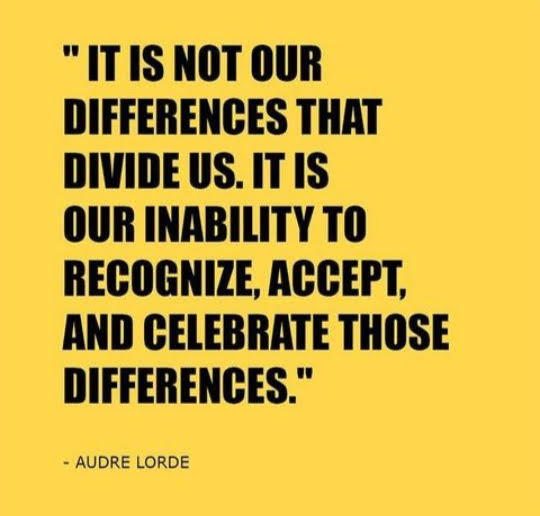 " IT IS NOT OUR
DIFFERENCES THAT
DIVIDE US. IT IS
OUR INABILITY TO
RECOGNIZE, ACCEPT,
AND CELEBRATE THOSE
DIFFERENCES."
- AUDRE LORDE